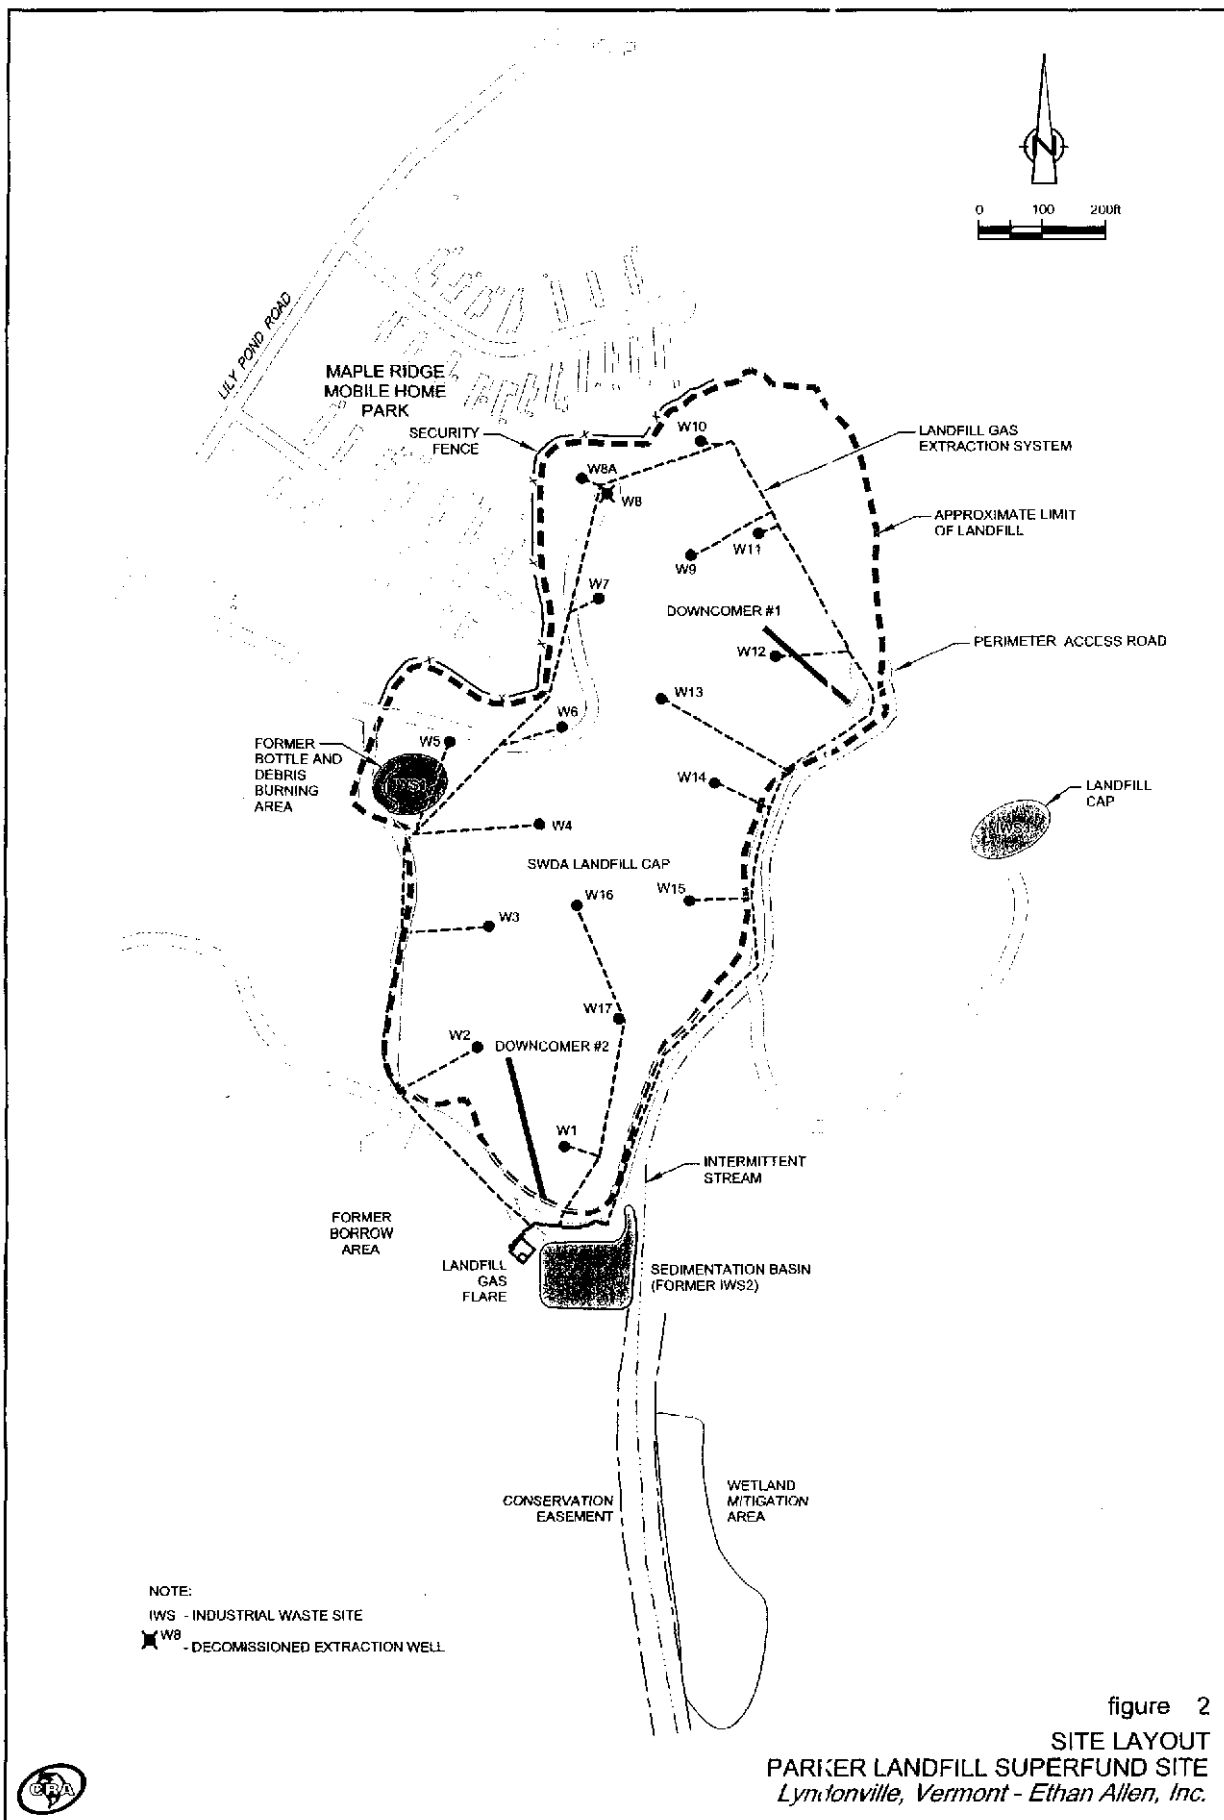 N
0 100 200ft
LILY POND ROAD
MAPLE RIDGE
MOBILE HOME
PARK
SECURITY
FENCE
W10
LANDFILL GAS
EXTRACTION SYSTEM
W8A
W8
APPROXIMATE LIMIT
OF LANDFILL
W11
W9
W7
DOWNCOMER #1
PERIMETER ACCESS ROAD
W12
W13
W6
W5
FORMER
BOTTLE AND
DEBRIS
BURNING
AREA
W14
LANDFILL
CAP
W4
SWDA LANDFILL CAP
W15
W16
W3
W17
W2
DOWNCOMER #2
W1
INTERMITTENT
STREAM
FORMER
BORROW
AREA
LANDFILL
GAS
FLARE
SEDIMENTATION BASIN
(FORMER IWS2)
CONSERVATION
EASEMENT
WETLAND
MITIGATION
AREA
NOTE:
IWS - INDUSTRIAL WASTE SITE
W8 - DECOMISSIONED EXTRACTION WELL
figure 2
SITE LAYOUT
PARKER LANDFILL SUPERFUND SITE
Lyndonville, Vermont - Ethan Allen, Inc.
CRA